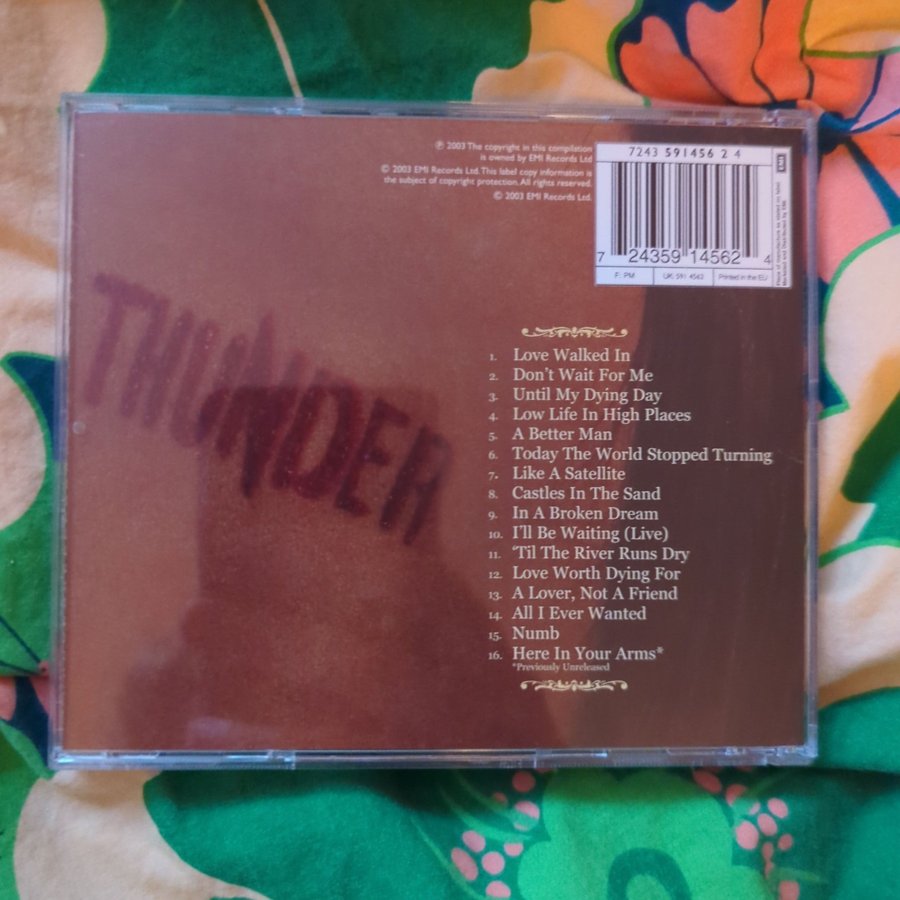 ℗ 2003 The copyright in this compilation
is owned by EMI Records Ltd
© 2003 EMI Records Ltd. This label copy information is
the subject of copyright protection. All rights reserved.
© 2003 EMI Records Ltd.
7243 591456 2 4
EMI
7 24359 14562 4
F: PM
UK: 591 4562
Printed in the EU
THUNDER
1. Love Walked In
2. Don't Wait For Me
3. Until My Dying Day
4. Low Life In High Places
5. A Better Man
6. Today The World Stopped Turning
7. Like A Satellite
8. Castles In The Sand
9. In A Broken Dream
10. I'll Be Waiting (Live)
11. 'Til The River Runs Dry
12. Love Worth Dying For
13. A Lover, Not A Friend
14. All I Ever Wanted
15. Numb
16. Here In Your Arms*
*Previously Unreleased